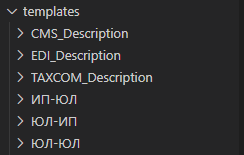 templates
CMS_Description
EDI_Description
TAXCOM_Description
ИП-ЮЛ
ЮЛ-ИП
ЮЛ-ЮЛ